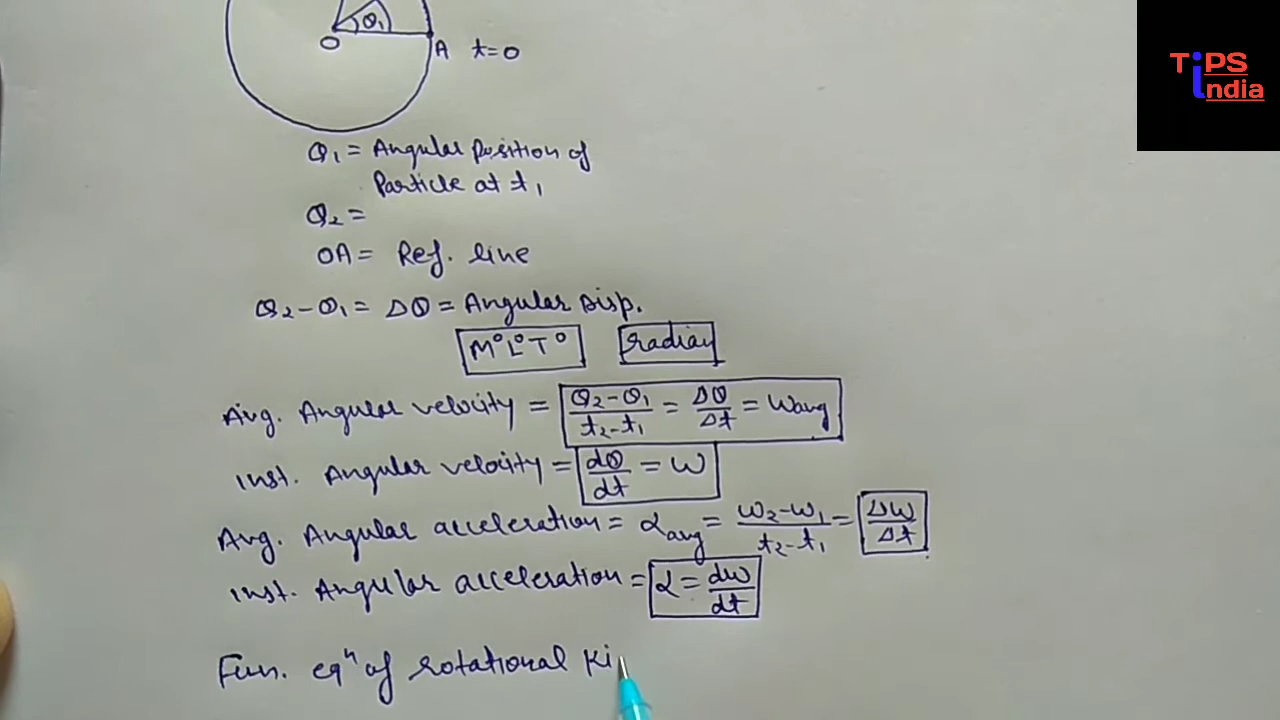 θ₁
O
A t=0
TiPS
india
θ₁ = Angular Position of
Particle at t₁
θ₂ =
OA = Ref. line
θ₂-θ₁ = Δθ = Angular Disp.
M⁰L⁰T⁰ radian
Avg. Angular velocity = θ₂-θ₁/t₂-t₁ = Δθ/Δt = Wavg
inst. Angular velocity = dθ/dt = ω
Avg. Angular acceleration = αavg = ω₂-ω₁/t₂-t₁ = Δω/Δt
inst. Angular acceleration = α = dω/dt
Fun. eqⁿ of rotational Ki